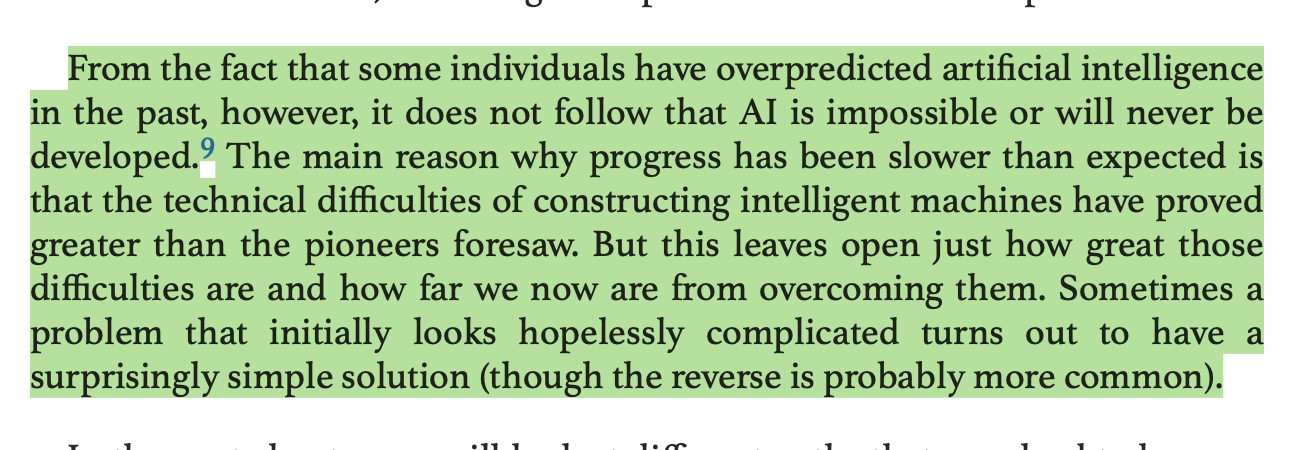 From the fact that some individuals have overpredicted artificial intelligence
in the past, however, it does not follow that AI is impossible or will never be
developed.9 The main reason why progress has been slower than expected is
that the technical difficulties of constructing intelligent machines have proved
greater than the pioneers foresaw. But this leaves open just how great those
difficulties are and how far we now are from overcoming them. Sometimes a
problem that initially looks hopelessly complicated turns out to have a
surprisingly simple solution (though the reverse is probably more common).